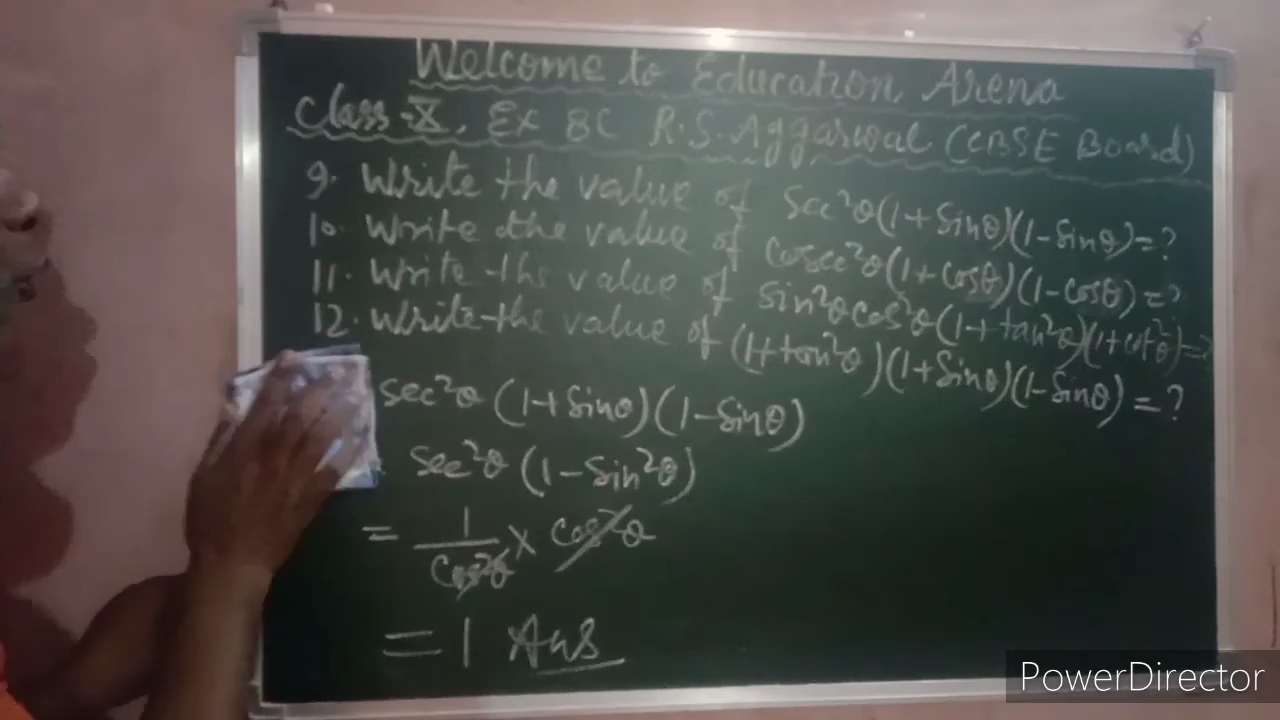 Welcome to Education Arena
Class-X, Ex 8C R.S.Aggarwal (CBSE Board)
9. Write the value of Sec²θ(1+Sinθ)(1-Sinθ)=?
10. Write the value of Cosec²θ(1+Cosθ)(1-Cosθ)=?
11. Write the value of Sin²θCos²θ(1+tan²θ)(1+Cot²θ)=?
12. Write the value of (1+tan²θ)(1+Sinθ)(1-Sinθ)=?
Sec²θ (1+Sinθ)(1-Sinθ)
Sec²θ (1-Sin²θ)
= 1/Cos²θ × Cos²θ
= 1 Ans
PowerDirector